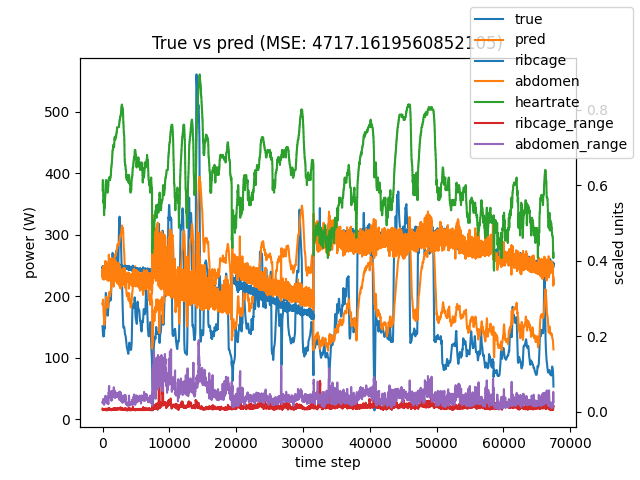 True vs pred (MSE: 4717.1619560852105)
true
pred
ribcage
abdomen
heartrate
ribcage_range
abdomen_range
power (W)
500
400
300
200
100
0
0.8
0.6
0.4
0.2
0.0
scaled units
0 10000 20000 30000 40000 50000 60000 70000
time step